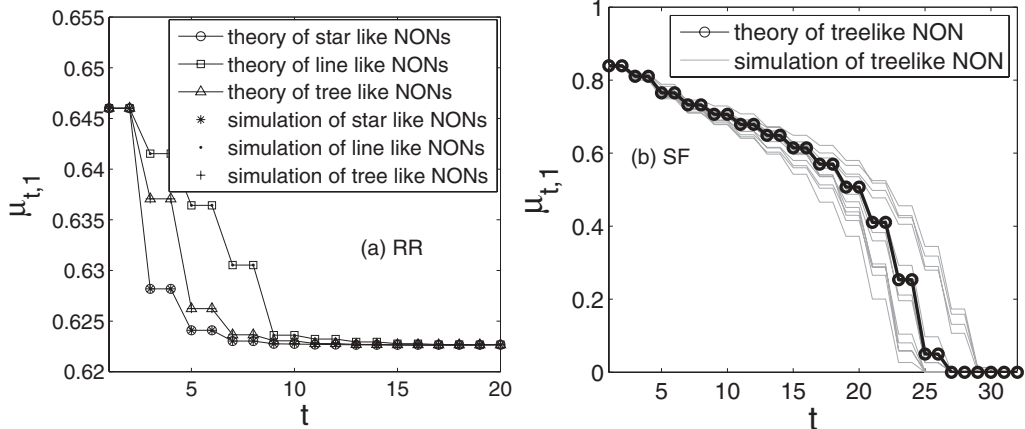 0.655
0.65
0.645
0.64
0.635
0.63
0.625
0.62
μt,1
theory of star like NONs
theory of line like NONs
theory of tree like NONs
simulation of star like NONs
simulation of line like NONs
simulation of tree like NONs
(a) RR
5
10
15
20
t
1
0.8
0.6
0.4
0.2
0
μt,1
theory of treelike NON
simulation of treelike NON
(b) SF
5
10
15
20
25
30
t